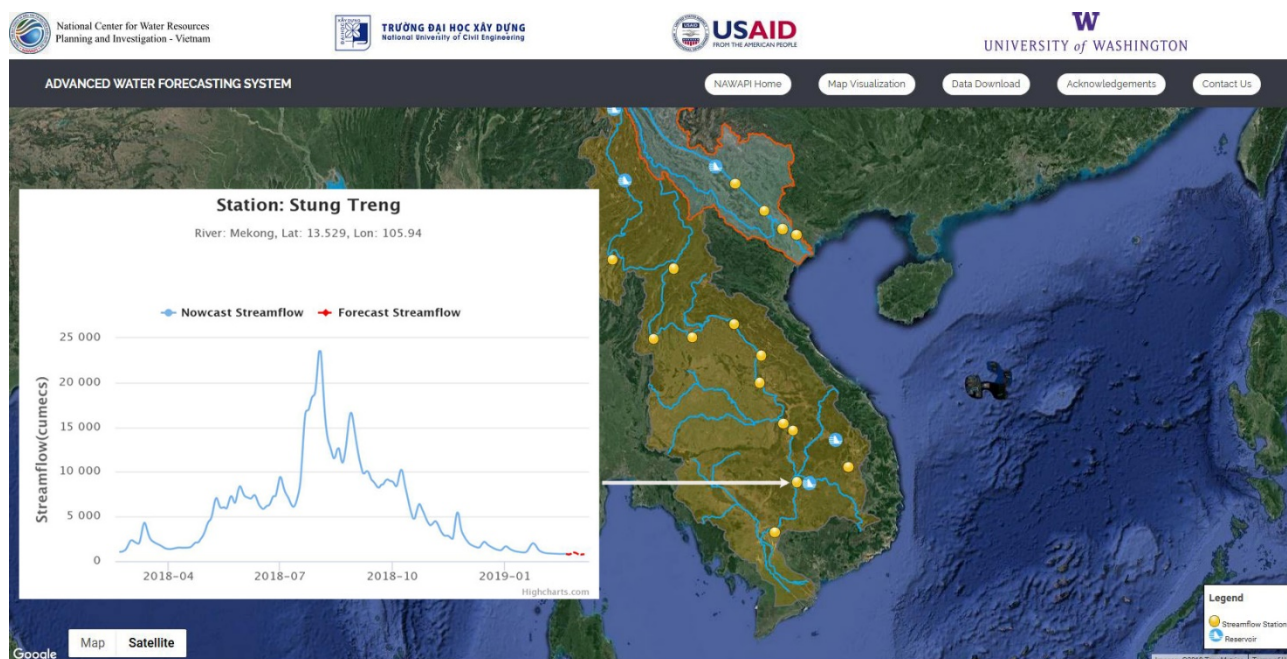 National Center for Water Resources
Planning and Investigation - Vietnam
TRƯỜNG ĐẠI HỌC XÂY DỰNG
National University of Civil Engineering
USAID
FROM THE AMERICAN PEOPLE
W
UNIVERSITY of WASHINGTON
ADVANCED WATER FORECASTING SYSTEM
NAWAPI Home
Map Visualization
Data Download
Acknowledgements
Contact Us
Station: Stung Treng
River: Mekong, Lat: 13.529, Lon: 105.94
Nowcast Streamflow
Forecast Streamflow
Streamflow(cumecs)
25 000
20 000
15 000
10 000
5 000
0
2018-04
2018-07
2018-10
2019-01
Highcharts.com
Map
Satellite
Google
Legend
Streamflow Station
Reservoir